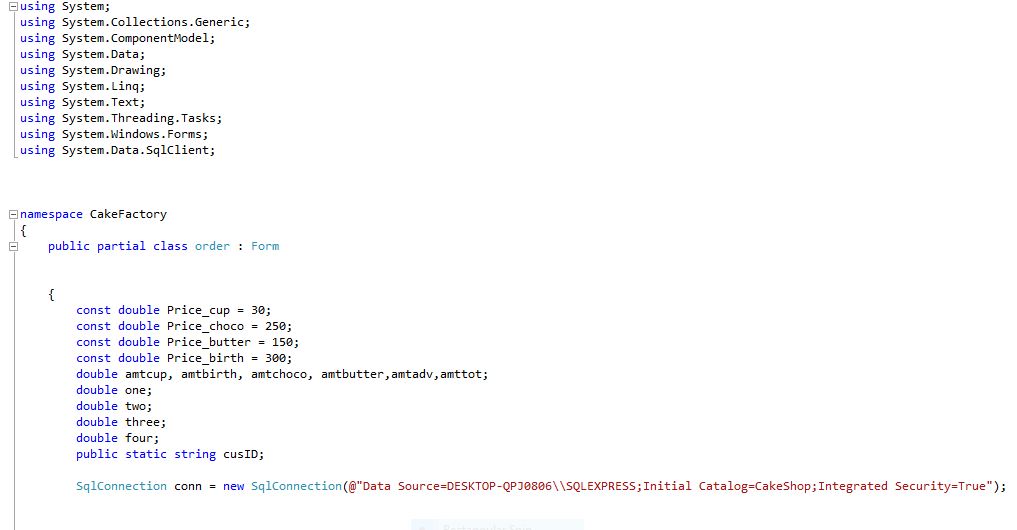 using System;
using System.Collections.Generic;
using System.ComponentModel;
using System.Data;
using System.Drawing;
using System.Linq;
using System.Text;
using System.Threading.Tasks;
using System.Windows.Forms;
using System.Data.SqlClient;
namespace CakeFactory
{
public partial class order : Form
{
const double Price_cup = 30;
const double Price_choco = 250;
const double Price_butter = 150;
const double Price_birth = 300;
double amtcup, amtbirth, amtchoco, amtbutter,amtadv,amttot;
double one;
double two;
double three;
double four;
public static string cusID;
SqlConnection conn = new SqlConnection(@"Data Source=DESKTOP-QPJ0806\\SQLEXPRESS;Initial Catalog=CakeShop;Integrated Security=True");